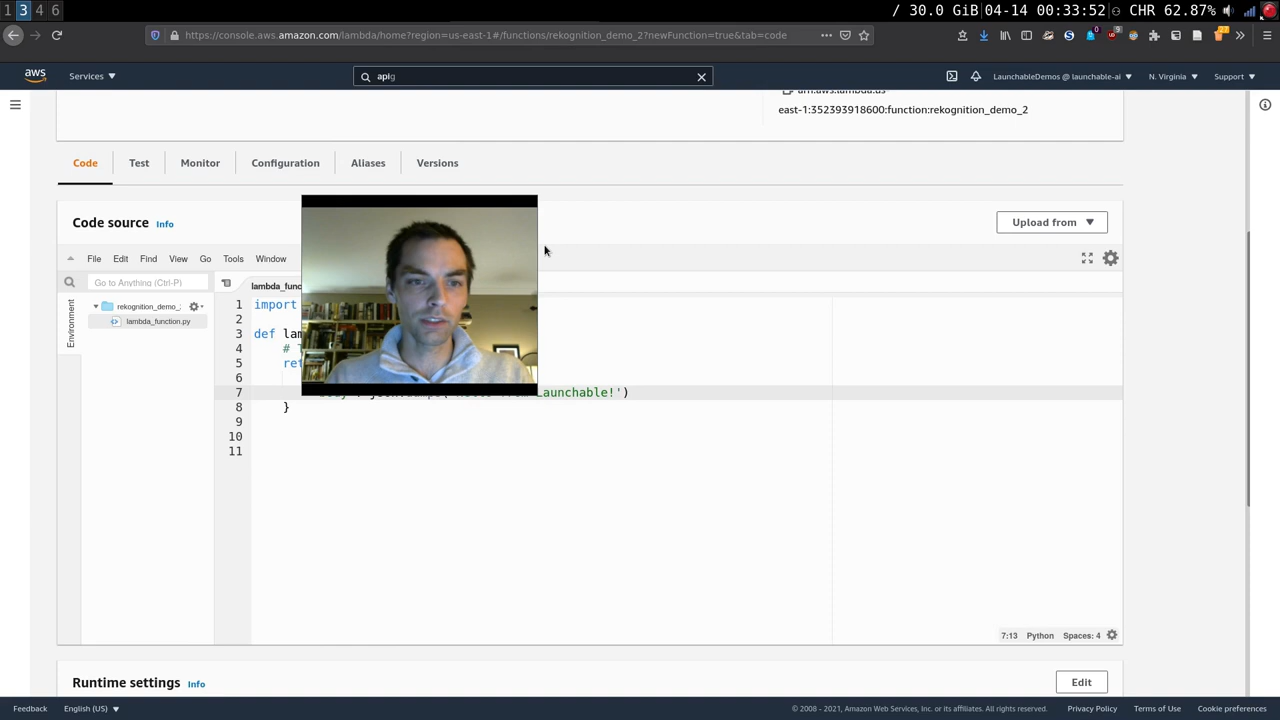 1 3 4 6
/ 30.0 GiB 04-14 00:33:52 CHR 62.87%
https://console.aws.amazon.com/lambda/home?region=us-east-1#/functions/rekognition_demo_2?newFunction=true&tab=code
aws Services ▼ apig LaunchableDemos @ launchable-ai ▼ N. Virginia ▼ Support ▼
east-1:352393918600:function:rekognition_demo_2
Code Test Monitor Configuration Aliases Versions
Code source Info Upload from ▼
File Edit Find View Go Tools Window
Go to Anything (Ctrl-P)
Environment
rekognition_demo_
lambda_function.py
lambda_func
1 import
2
3 def lam
4 #
5 ret
6
7 Launchable!')
8 }
9
10
11
7:13 Python Spaces: 4
Runtime settings Info Edit
Feedback English (US) ▼ © 2008 - 2021, Amazon Web Services, Inc. or its affiliates. All rights reserved. Privacy Policy Terms of Use Cookie preferences